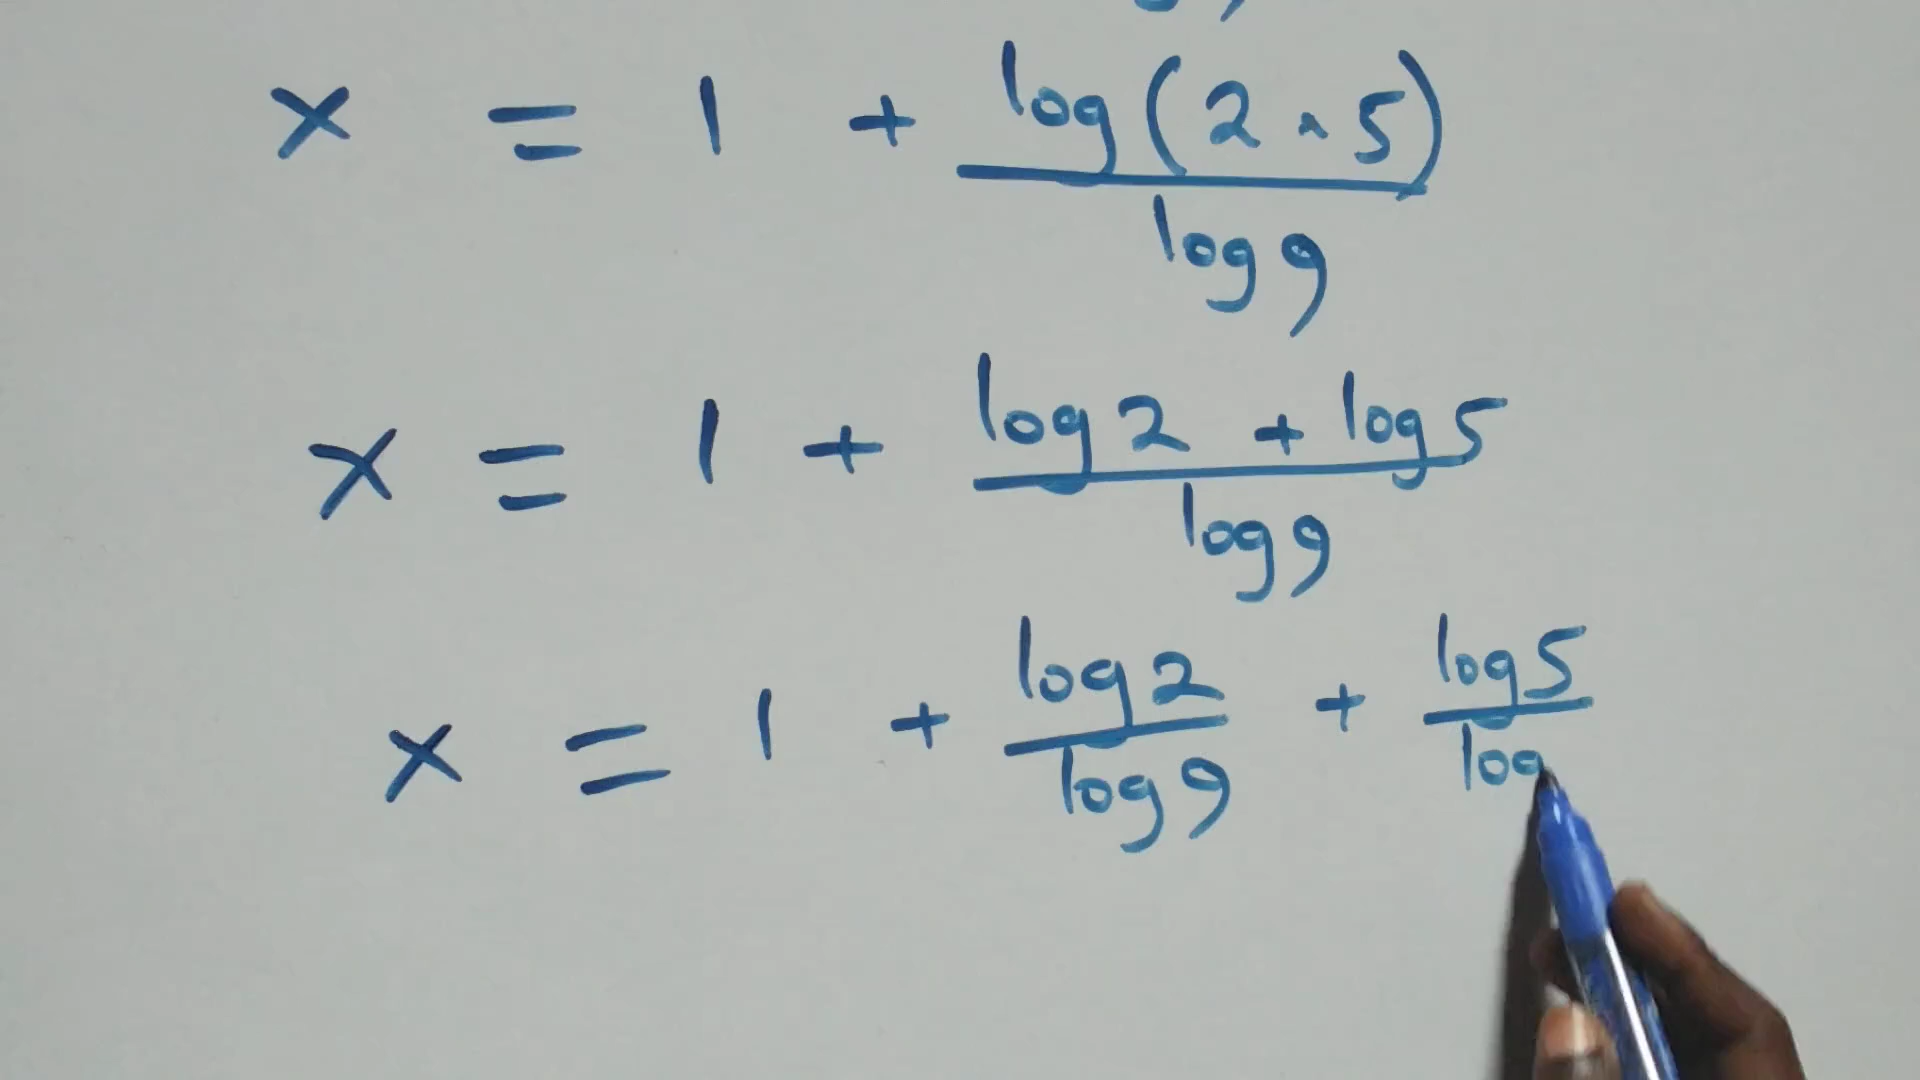 x = 1 + log(2 × 5) / log 9
x = 1 + log 2 + log 5 / log 9
x = 1 + log 2 / log 9 + log 5 / log